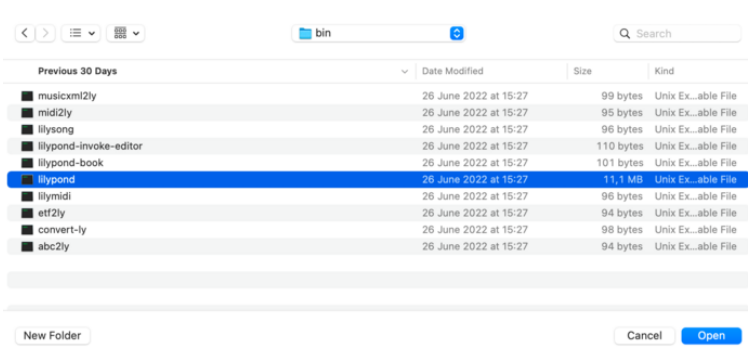 bin
Search
Previous 30 Days Date Modified Size Kind
musicxml2ly 26 June 2022 at 15:27 99 bytes Unix Ex...able File
midi2ly 26 June 2022 at 15:27 95 bytes Unix Ex...able File
lilysong 26 June 2022 at 15:27 96 bytes Unix Ex...able File
lilypond-invoke-editor 26 June 2022 at 15:27 110 bytes Unix Ex...able File
lilypond-book 26 June 2022 at 15:27 101 bytes Unix Ex...able File
lilypond 26 June 2022 at 15:27 11,1 MB Unix Ex...able File
lilymidi 26 June 2022 at 15:27 96 bytes Unix Ex...able File
etf2ly 26 June 2022 at 15:27 94 bytes Unix Ex...able File
convert-ly 26 June 2022 at 15:27 98 bytes Unix Ex...able File
abc2ly 26 June 2022 at 15:27 94 bytes Unix Ex...able File
New Folder Cancel Open